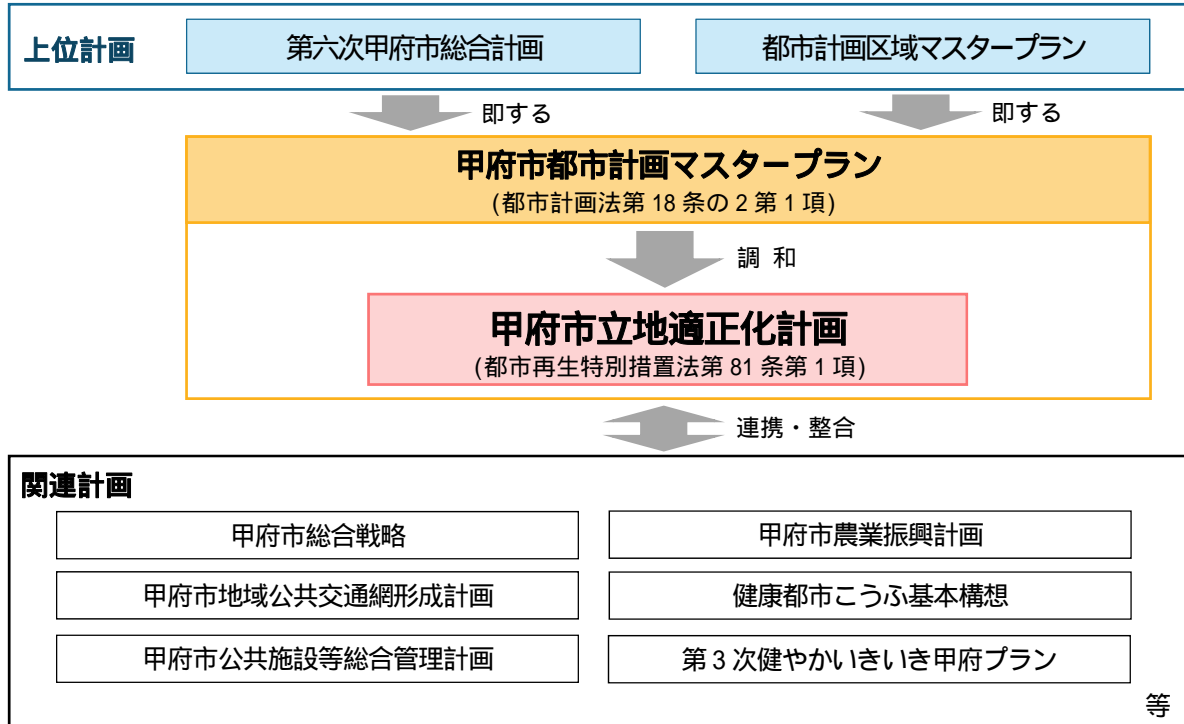 上位計画
第六次甲府市総合計画
都市計画区域マスタープラン
即する
即する
甲府市都市計画マスタープラン
(都市計画法第 18 条の 2 第 1 項)
調 和
甲府市立地適正化計画
(都市再生特別措置法第 81 条第 1 項)
連携・整合
関連計画
甲府市総合戦略
甲府市農業振興計画
甲府市地域公共交通網形成計画
健康都市こうふ基本構想
甲府市公共施設等総合管理計画
第 3 次健やかいきいき甲府プラン
等